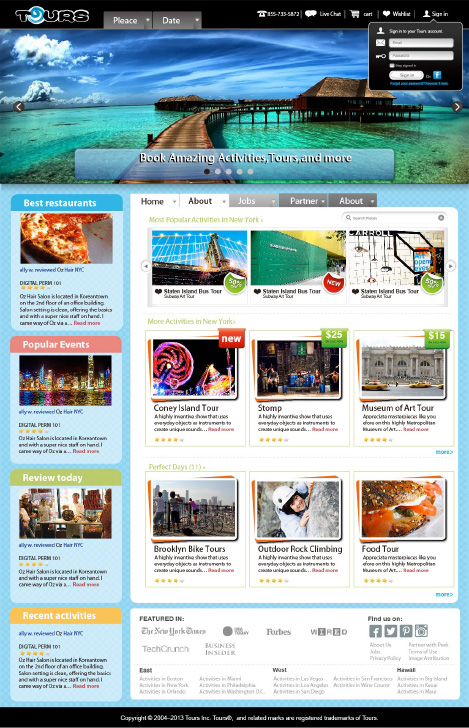 TOURS
Pleace
Date
855-733-5872
Live Chat
cart
Wishlist
Sign in
Sign in to your Tours account
Email
Password
Stay signed in
Sign in
Or
Book Amazing Activities,Tours,and more
Best restaurants
ally w. reviewed Oz Hair NYC
DIGITAL PERM 101
Oz Hair Salon is located in Koreantown
on the 2nd floor of an office building.
Salon setting is clean, offering the basics
and with a super nice staff on hand. I
came way of Oz via a... Read more
Popular Events
ally w. reviewed Oz Hair NYC
DIGITAL PERM 101
Oz Hair Salon is located in Koreantown
and with a super nice staff on hand. I
came way of Oz via a ... Read more
Review today
ally w. reviewed Oz Hair NYC
DIGITAL PERM 101
Oz Hair Salon is located in Koreantown
on the 2nd floor of an office building.
Salon setting is clean, offering the basics
and with a super nice staff on hand. I
came way of Oz via a... Read more
Recent activities
ally w. reviewed Oz Hair NYC
DIGITAL PERM 101
Oz Hair Salon is located in Koreantown
on the 2nd floor of an office building.
Salon setting is clean, offering the basics
and with a super nice staff on hand. I
came way of Oz via a... Read more
Home
About
Jobs
Partner
About
Most Popular Activities in New York ›
Search Places
CARROLL
Staten Island Bus Tour
Subway Art Tour
50%
Staten Island Bus Tour
Subway Art Tour
New
Staten Island Bus Tour
Subway Art Tour
50%
More Activities in New York›
new
$25
$15
Coney Island Tour
A highly inventive show that uses
everyday objects as instruments to
create unique sounds... Read more
Stomp
A highly inventive show that uses
everyday objects as instruments to
create unique sounds... Read more
Museum of Art Tour
Appreciate masterpieces like you
do on this highly Metropolitan
Museum of Art... Read more
more>
Perfect Days (11) ›
Brooklyn Bike Tours
A highly inventive show that uses
everyday objects as instruments to
create unique sounds... Read more
Outdoor Rock Climbing
A highly inventive show that uses
everyday objects as instruments to
create unique sounds... Read more
Food Tour
Appreciate masterpieces like you
do on this highly Metropolitan
Museum of Art... Read more
more>
FEATURED IN:
The New York Times
USA TODAY
Forbes
WIRED
TechCrunch
BUSINESS
INSIDER
Find us on:
About Us
Jobs
Privacy Policy
Partner with Peek
Terms of Use
Image Attribution
East
Activities in Boston
Activities in New York
Activities in Orlando
Activities in Miami
Activities in Philadelphia
Activities in Washington D.C.
West
Activities in Las Vegas
Activities in Los Angeles
Activities in San Diego
Activities in San Francisco
Activities in Wine Country
Hawaii
Activities in Big Island
Activities in Kauai
Activities in Maui
Copyright © 2004–2013 Tours Inc. Tours®, and related marks are registered trademarks of Tours.